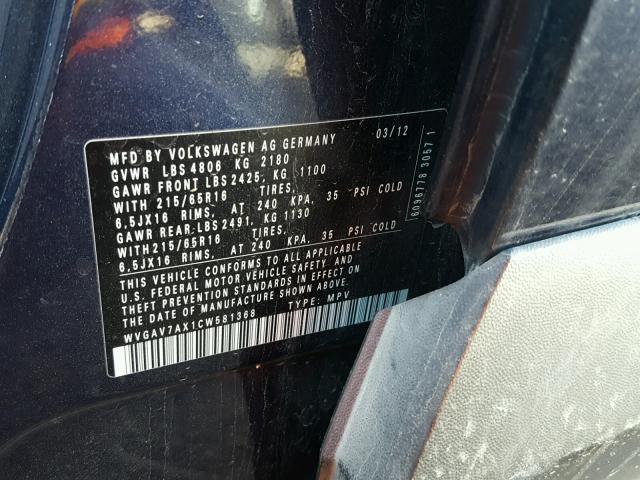 MFD BY VOLKSWAGEN AG GERMANY 03/12
GVWR LBS 4806 KG 2180
GAWR FRONT LBS 2425, KG 1100
WITH 215/65R16 TIRES,
6,5JX16 RIMS, AT 240 KPA, 35 PSI COLD
GAWR REAR:LBS 2491, KG 1130
WITH215/65R16 TIRES,
6,5JX16 RIMS, AT 240 KPA, 35 PSI COLD
THIS VEHICLE CONFORMS TO ALL APPLICABLE
U.S. FEDERAL MOTOR VEHICLE SAFETY AND
THEFT PREVENTION STANDARDS IN EFFECT ON
THE DATE OF MANUFACTURE SHOWN ABOVE.
WVGAV7AX1CW581368 TYPE: MPV
6096778 3057 1